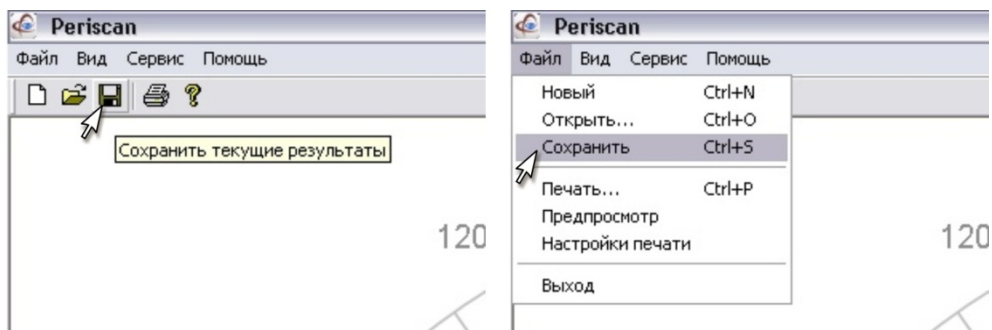 Periscan
Файл Вид Сервис Помощь
Сохранить текущие результаты
120
Periscan
Файл Вид Сервис Помощь
Новый Ctrl+N
Открыть... Ctrl+O
Сохранить Ctrl+S
Печать... Ctrl+P
Предпросмотр
Настройки печати
Выход
120